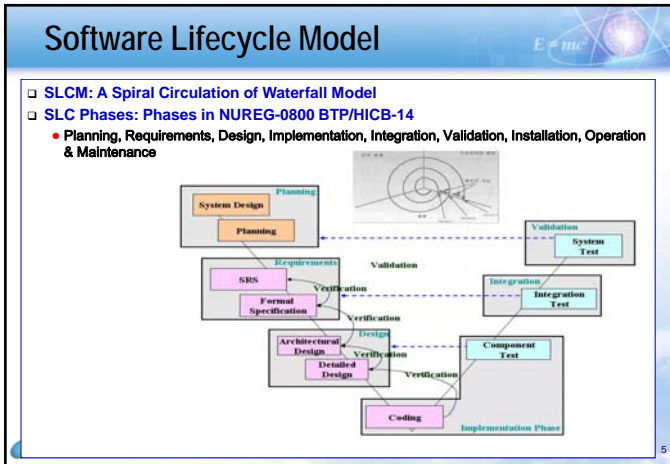 Software Lifecycle Model
E=mc²
SLCM: A Spiral Circulation of Waterfall Model
SLC Phases: Phases in NUREG-0800 BTP/HICB-14
Planning, Requirements, Design, Implementation, Integration, Validation, Installation, Operation
& Maintenance
Planning
System Design
Planning
Validation
System
Test
Requirements
Validation
SRS
Verification
Formal
Specification
Integration
Integration
Test
Verification
Design
Architectural
Design
Verification
Detailed
Design
Component
Test
Verification
Coding
Implementation Phase
5